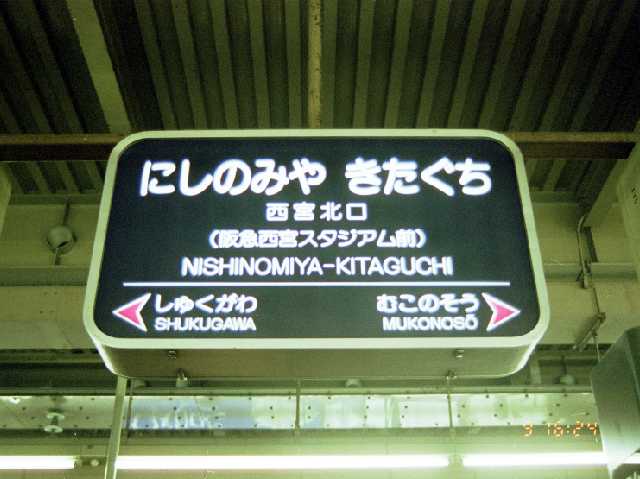 にしのみや きたぐち
西宮北口
（阪急西宮スタジアム前）
NISHINOMIYA-KITAGUCHI
しゅくがわ むこのそう
SHUKUGAWA MUKONOSŌ